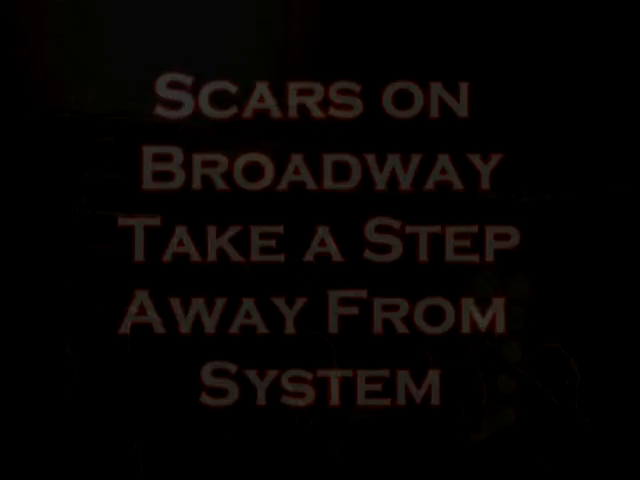 Scars on
Broadway
Take a Step
Away From
System